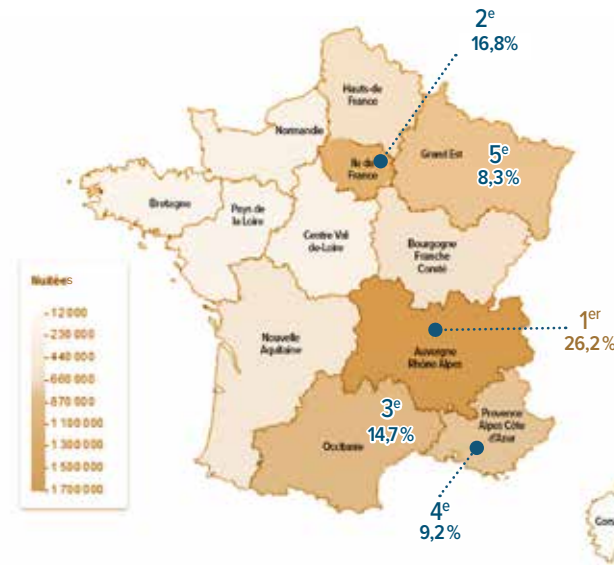 2e
16,8%
Hauts-de
France
Normandie
Ile de
France
Grand Est
5e
8,3%
Bretagne
Pays de
la Loire
Centre Val
de-Loire
Bourgogne
Franche
Comté
Nuitées
12 000
230 000
440 000
660 000
870 000
1 100 000
1 300 000
1 500 000
1 700 000
Nouvelle
Aquitaine
1er
26,2%
Auvergne
Rhône Alpes
3e
14,7%
Occitanie
Provence
Alpes Côte
d'Azur
4e
9,2%